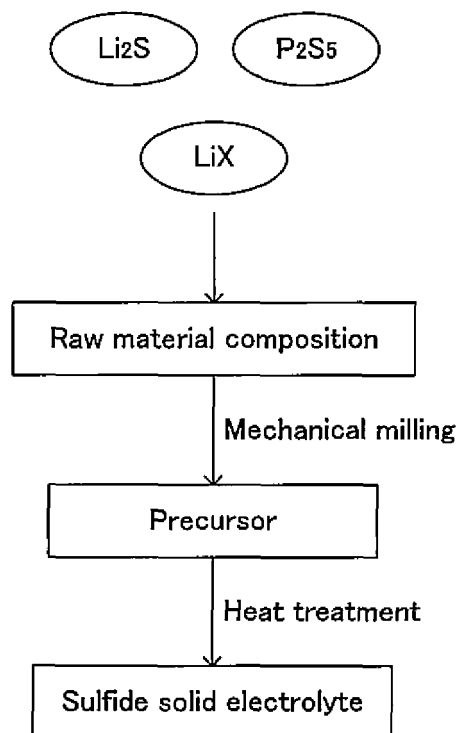 Li2S
P2S5
LiX
Raw material composition
Mechanical milling
Precursor
Heat treatment
Sulfide solid electrolyte